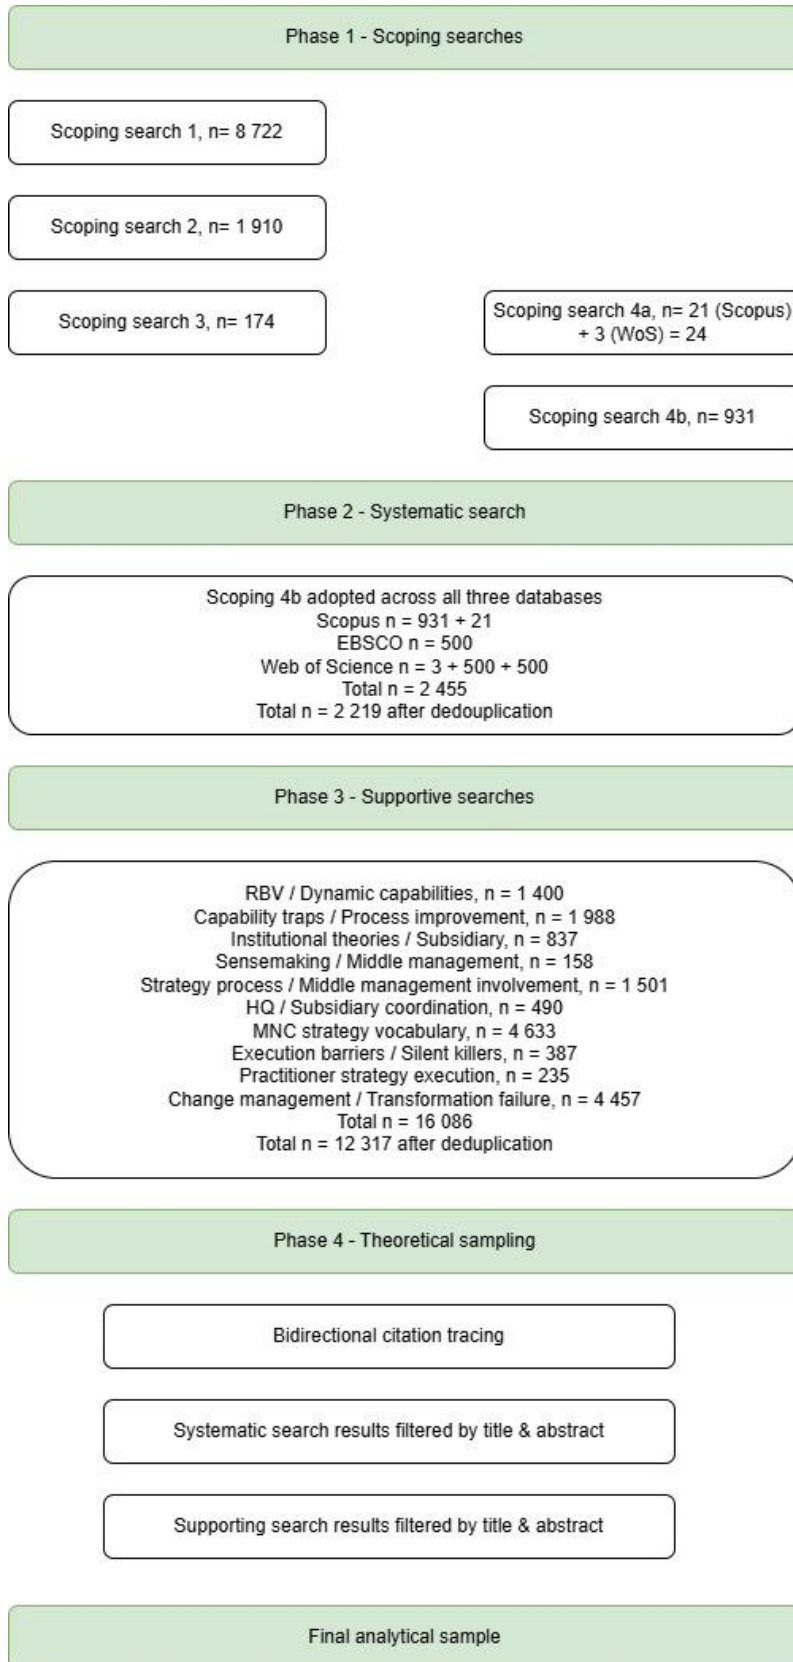 Phase 1 - Scoping searches
Scoping search 1, n= 8 722
Scoping search 2, n= 1 910
Scoping search 3, n= 174
Scoping search 4a, n= 21 (Scopus)
+ 3 (WoS) = 24
Scoping search 4b, n= 931
Phase 2 - Systematic search
Scoping 4b adopted across all three databases
Scopus n = 931 + 21
EBSCO n = 500
Web of Science n = 3 + 500 + 500
Total n = 2 455
Total n = 2 219 after dedouplication
Phase 3 - Supportive searches
RBV / Dynamic capabilities, n = 1 400
Capability traps / Process improvement, n = 1 988
Institutional theories / Subsidiary, n = 837
Sensemaking / Middle management, n = 158
Strategy process / Middle management involvement, n = 1 501
HQ / Subsidiary coordination, n = 490
MNC strategy vocabulary, n = 4 633
Execution barriers / Silent killers, n = 387
Practitioner strategy execution, n = 235
Change management / Transformation failure, n = 4 457
Total n = 16 086
Total n = 12 317 after deduplication
Phase 4 - Theoretical sampling
Bidirectional citation tracing
Systematic search results filtered by title & abstract
Supporting search results filtered by title & abstract
Final analytical sample